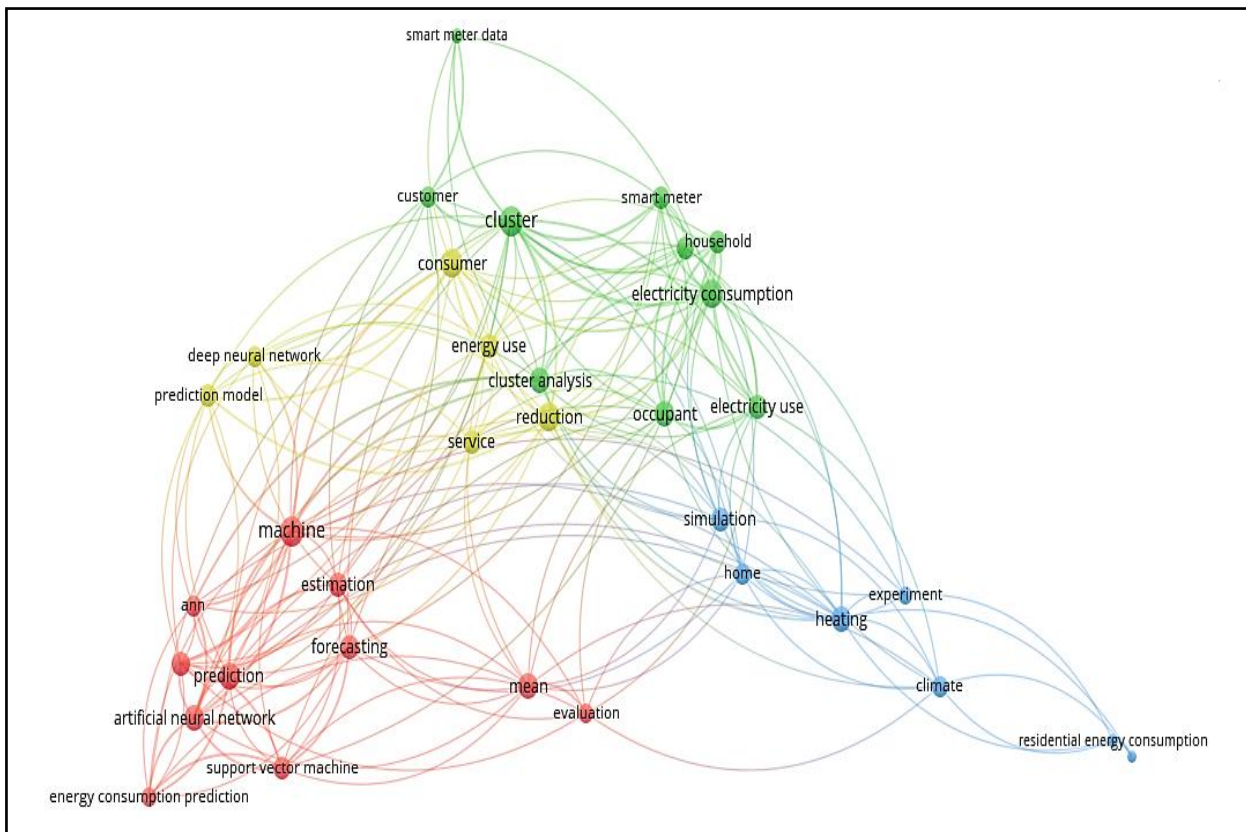 smart meter data
customer
smart meter
cluster
household
consumer
electricity consumption
energy use
deep neural network
cluster analysis
prediction model
electricity use
reduction
occupant
service
simulation
machine
home
estimation
experiment
ann
heating
forecasting
prediction
mean
climate
evaluation
artificial neural network
residential energy consumption
support vector machine
energy consumption prediction